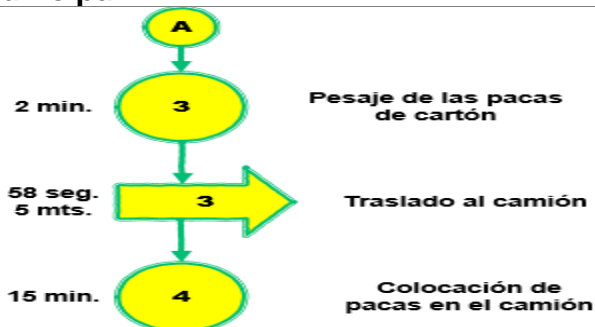 A
2 min.
3
Pesaje de las pacas
de cartón
58 seg.
5 mts.
3
Traslado al camión
15 min.
4
Colocación de
pacas en el camión